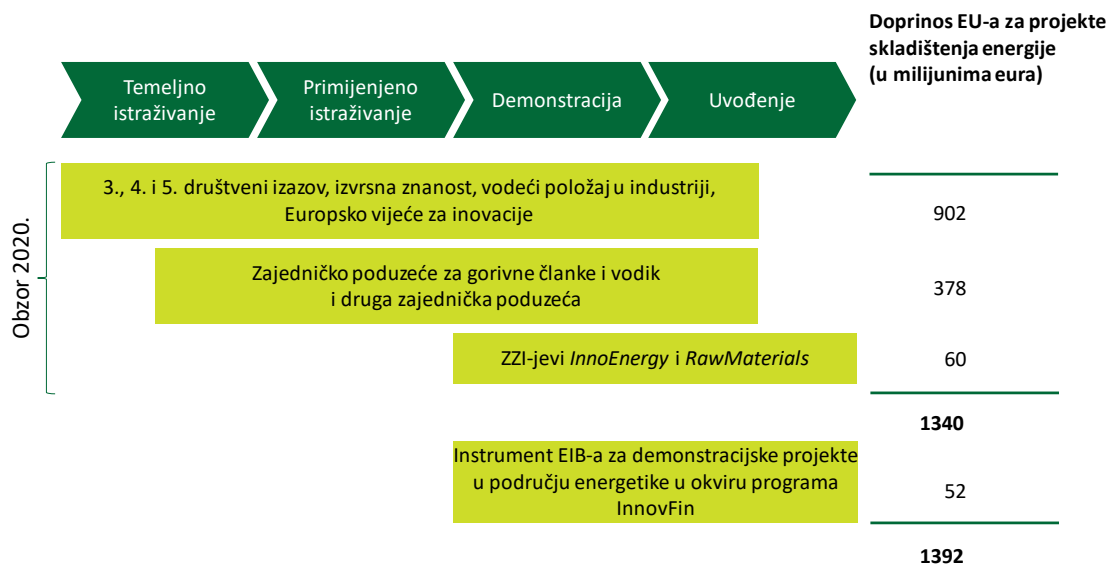 Doprinos EU-a za projekte
skladištenja energije
(u milijunima eura)
Temeljno
istraživanje
Primijenjeno
istraživanje
Demonstracija
Uvođenje
Obzor 2020.
3., 4. i 5. društveni izazov, izvrsna znanost, vodeći položaj u industriji,
Europsko vijeće za inovacije
902
Zajedničko poduzeće za gorivne članke i vodik
i druga zajednička poduzeća
378
ZZI-jevi InnoEnergy i RawMaterials
60
1340
Instrument EIB-a za demonstracijske projekte
u području energetike u okviru programa
InnovFin
52
1392